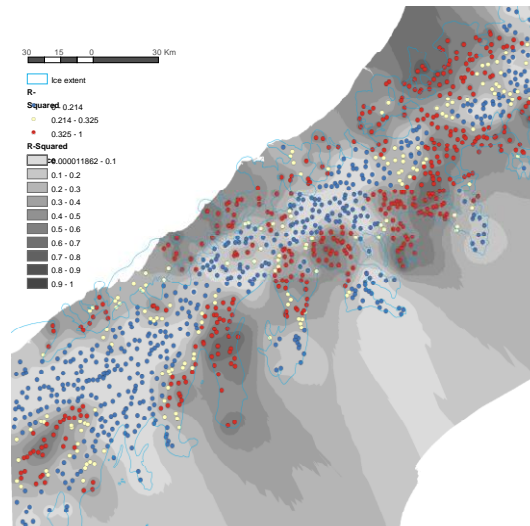 30 15 0 30 Km
Ice extent
R-
Squared
0.214
0.214 - 0.325
0.325 - 1
R-Squared
0.000011862 - 0.1
0.1 - 0.2
0.2 - 0.3
0.3 - 0.4
0.4 - 0.5
0.5 - 0.6
0.6 - 0.7
0.7 - 0.8
0.8 - 0.9
0.9 - 1